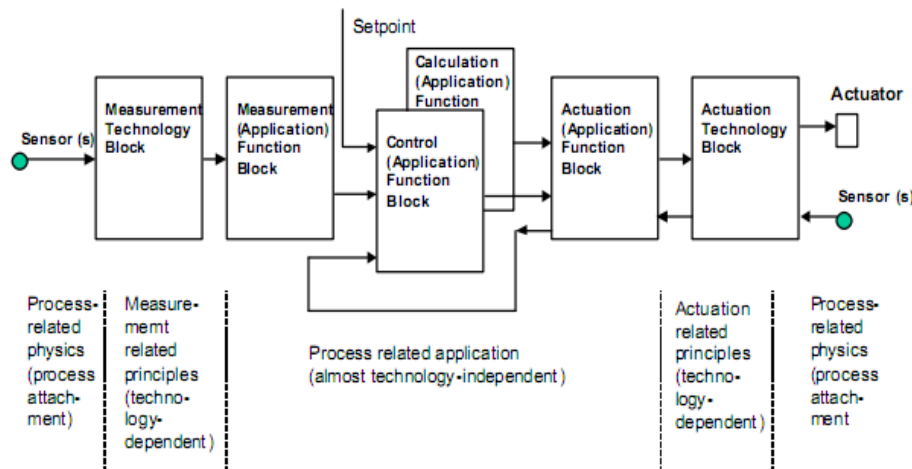 Setpoint
Calculation
(Application)
Function
Measurement
Technology
Block
Measurement
(Application)
Function
Block
Control
(Application)
Function
Block
Actuation
(Application)
Function
Block
Actuation
Technology
Block
Actuator
Sensor (s)
Sensor (s)
Process-
related
physics
(process
attach-
ment)
Measure-
memt
related
principles
(techno-
logy-
dependent)
Process related application
(almost technology-independent)
Actuation
related
principles
(techno-
logy-
dependent)
Process-
related
physics
(process
attach-
ment